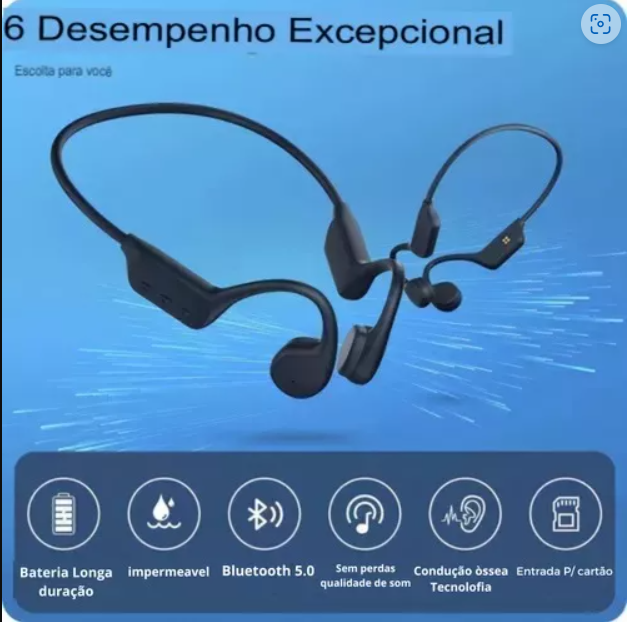 6 Desempenho Excepcional
Escolta para você
Bateria Longa
duração
impermeavel
Bluetooth 5.0
Sem perdas
qualidade de som
Condução òssea
Tecnolofia
Entrada P/ cartão